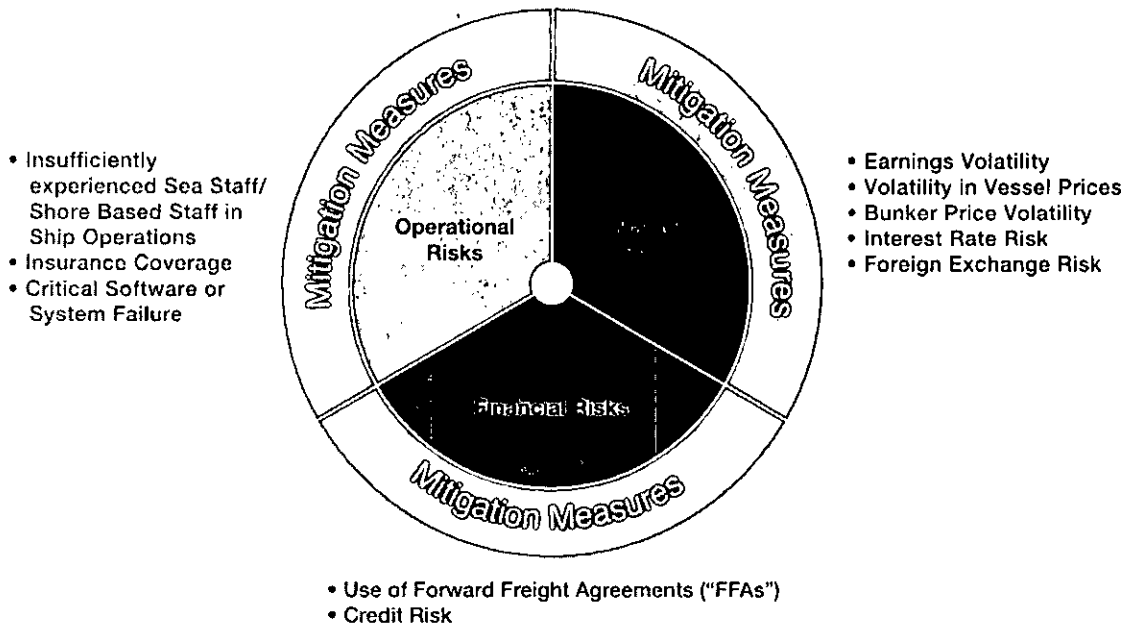 Mitigation Measures
Mitigation Measures
• Insufficiently
experienced Sea Staff/
Shore Based Staff in
Ship Operations
• Insurance Coverage
• Critical Software or
System Failure
Operational
Risks
• Earnings Volatility
• Volatility in Vessel Prices
• Bunker Price Volatility
• Interest Rate Risk
• Foreign Exchange Risk
Financial Risks
Mitigation Measures
• Use of Forward Freight Agreements (“FFAs”)
• Credit Risk